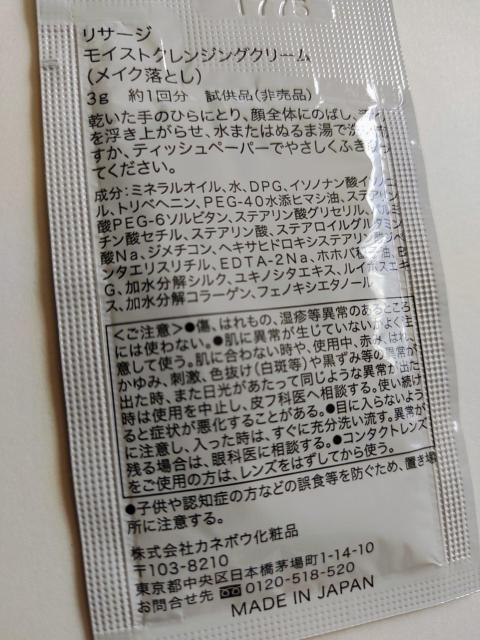 リサージ
モイストクレンジングクリーム
(メイク落とし)
3g 約1回分 試供品(非売品)
乾いた手のひらにとり、顔全体にのばし、
を浮き上がらせ、水またはぬるま湯で洗い
すか、ティッシュペーパーでやさしくふき
てください。
成分:ミネラルオイル、水、DPG、イソノナン酸イソ
ル、トリベヘニン、PEG-40水添ヒマシ油、ステアリン
酸PEG-6ソルビタン、ステアリン酸グリセリル、パルミ
チン酸セチル、ステアリン酸、ステアロイルグルタミン
酸Na、ジメチコン、ヘキサヒドロキシステアリン酸ジペ
ンタエリスリチル、EDTA-2Na、ホホバ種子油、B
G、加水分解シルク、ユキノシタエキス、ルイボスエキ
ス、加水分解コラーゲン、フェノキシエタノール
<ご注意>●傷、はれもの、湿疹等異常のあるところ
には使わない。●肌に異常が生じていないかよく注
意して使う。肌に合わない時や、使用中、赤み、はれ、
かゆみ、刺激、色抜け(白斑等)や黒ずみ等の異常が
出た時、また日光があたって同じような異常が出た
時は使用を中止し、皮フ科医へ相談する。使い続け
ると症状が悪化することがある。●目に入らないよう
に注意し、入った時は、すぐに充分洗い流す。異常が
残る場合は、眼科医に相談する。●コンタクトレンズ
をご使用の方は、レンズをはずしてから使う。
●子供や認知症の方などの誤食等を防ぐため、置き場
所に注意する。
株式会社カネボウ化粧品
〒103-8210
東京都中央区日本橋茅場町1-14-10
お問合せ先 0120-518-520
MADE IN JAPAN